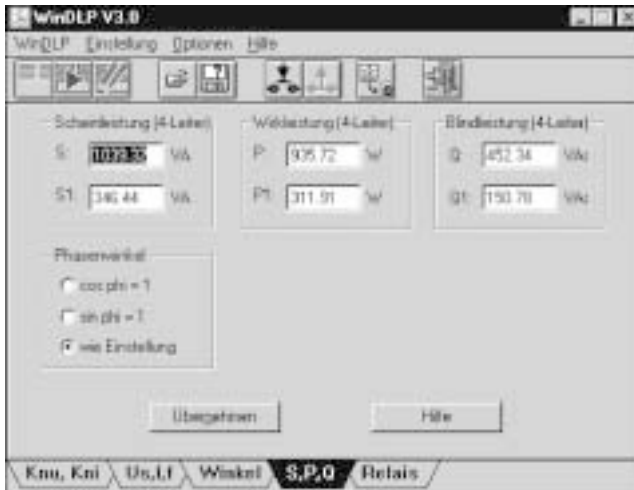 WinDLP V3.0
WinDLP Einstellung Optionen Hilfe
Scheinleistung (4-Leiter) Wirkleistung (4-Leiter) Blindleistung (4-Leiter)
S: 1039.32 VA P: 935.72 W Q: 452.34 VAr
S1: 346.44 VA P1: 311.91 W Q1: 150.78 VAr
Phasenwinkel
cos phi = 1
sin phi = 1
wie Einstellung
Übernehmen Hilfe
Knu, Kni Us,I,f Winkel S,P,Q Relais